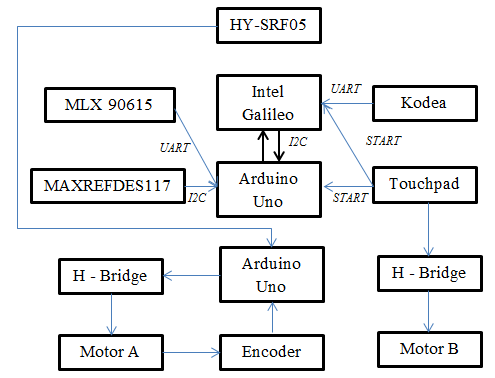 HY-SRF05
Intel
Galileo
UART
Kodea
MLX 90615
UART
I2C
START
MAXREFDES117
I2C
Arduino
Uno
START
Touchpad
H - Bridge
Arduino
Uno
H - Bridge
Motor A
Encoder
Motor B